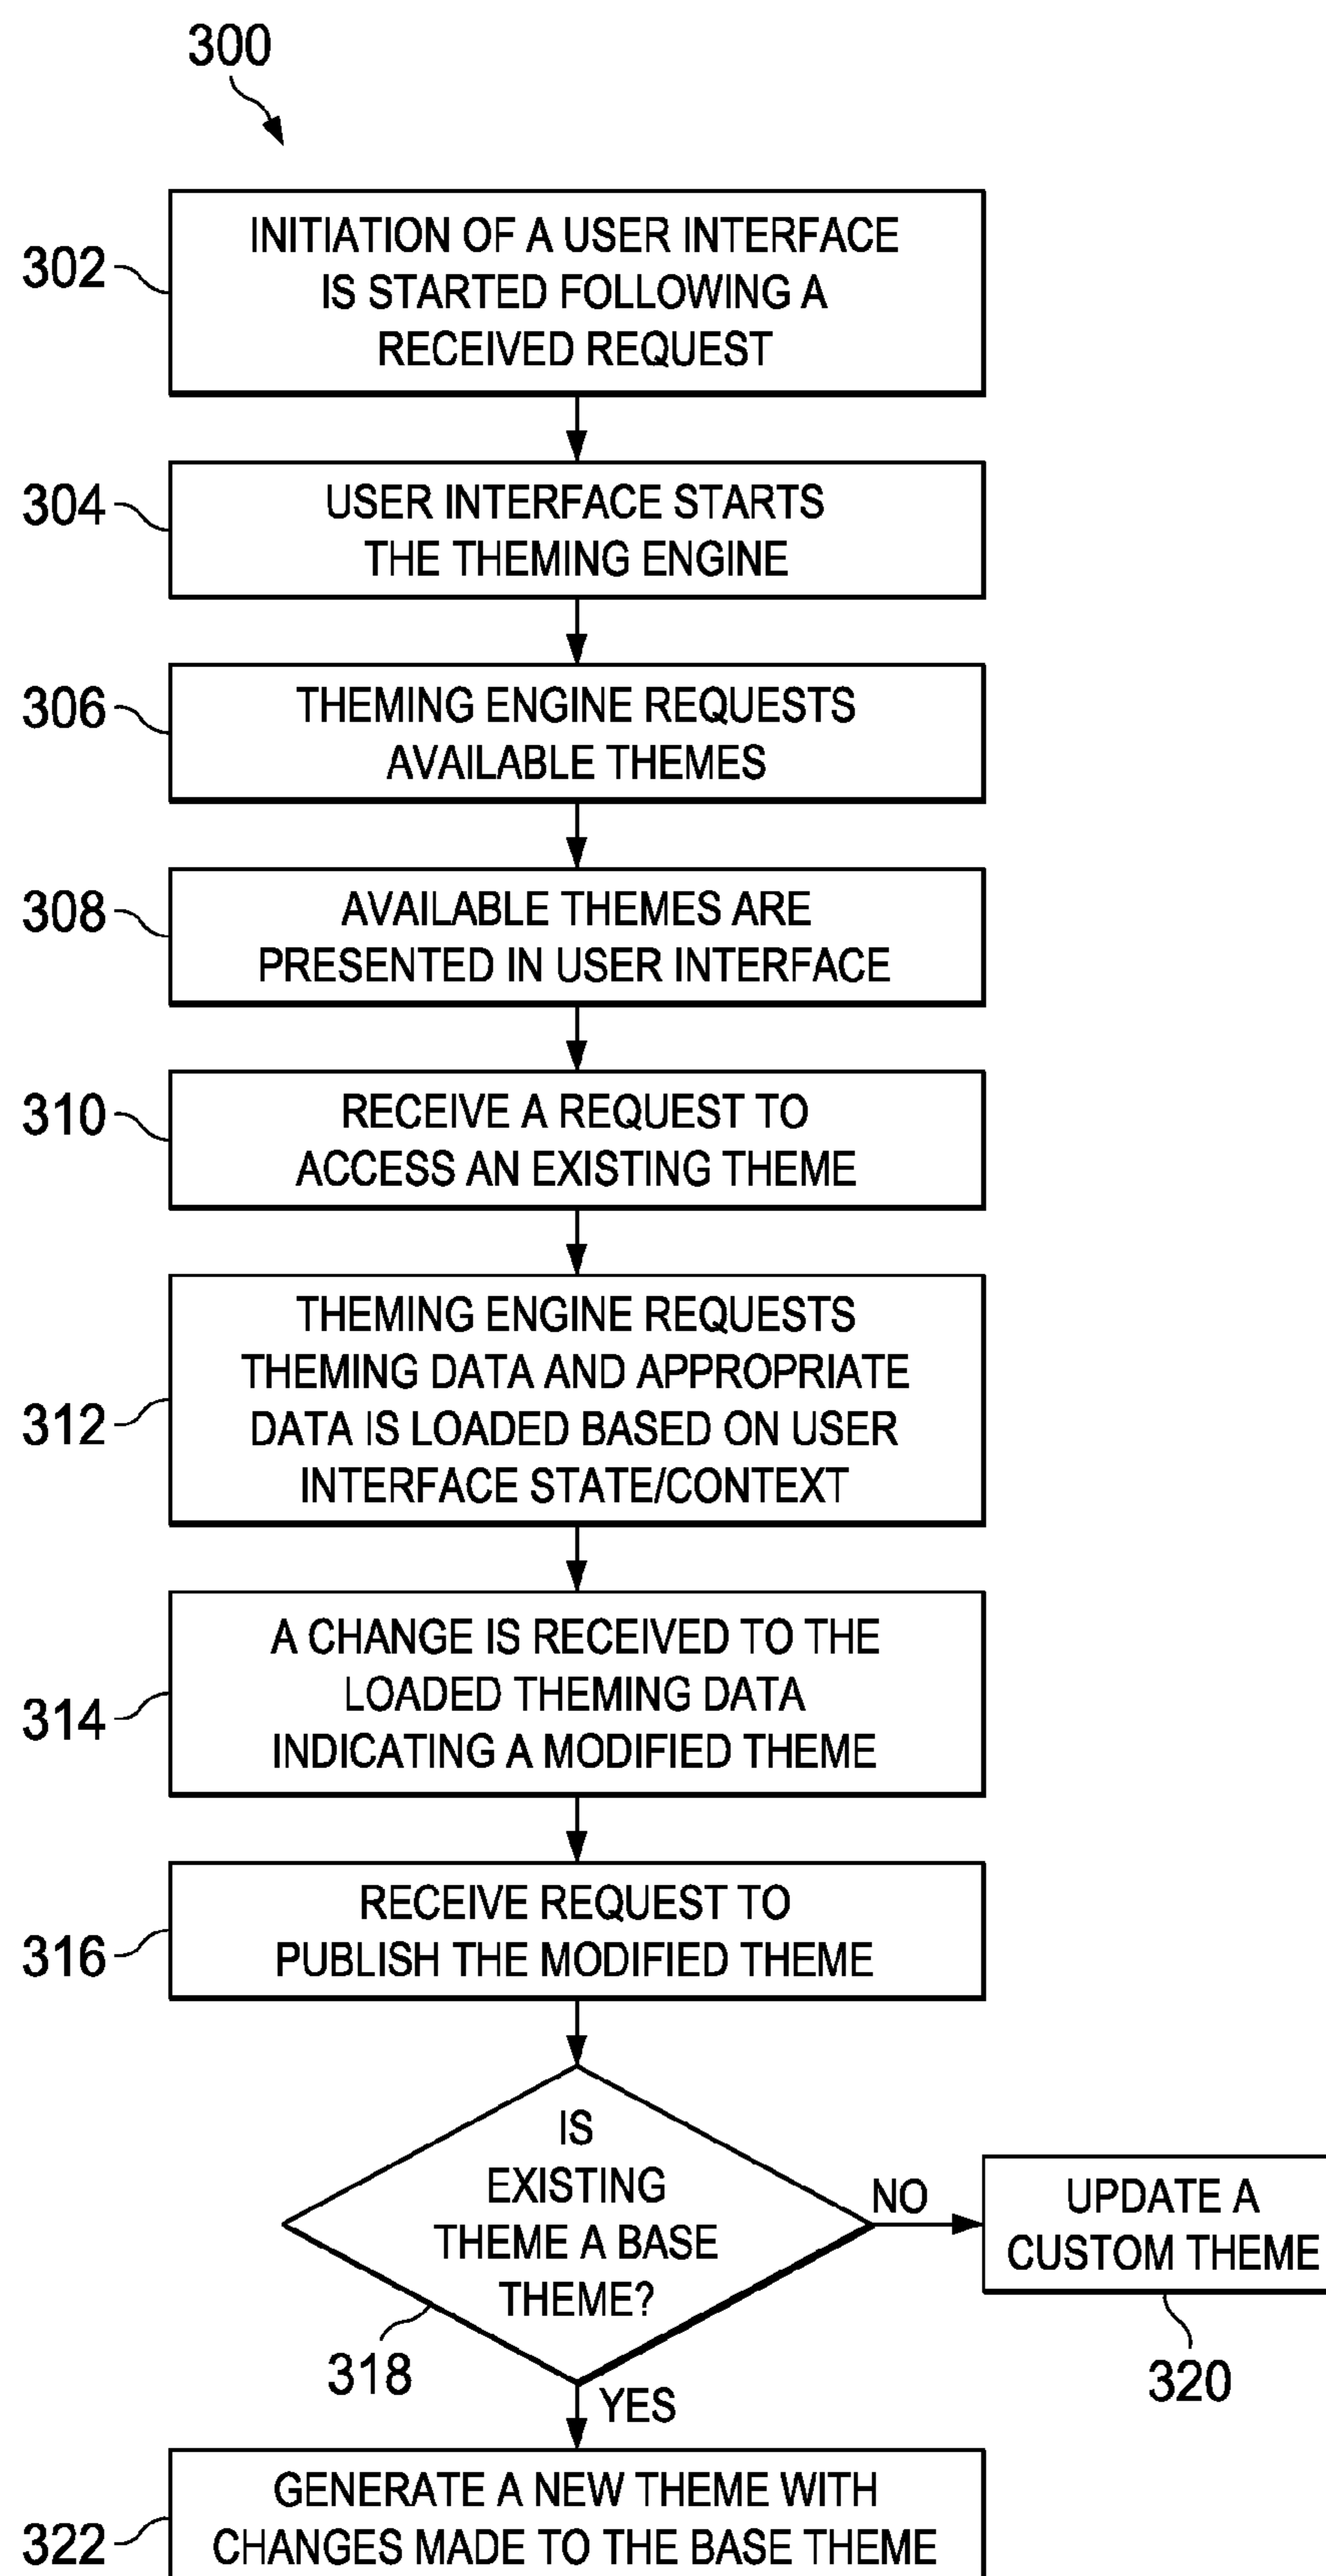 300
302
INITIATION OF A USER INTERFACE
IS STARTED FOLLOWING A
RECEIVED REQUEST
304
USER INTERFACE STARTS
THE THEMING ENGINE
306
THEMING ENGINE REQUESTS
AVAILABLE THEMES
308
AVAILABLE THEMES ARE
PRESENTED IN USER INTERFACE
310
RECEIVE A REQUEST TO
ACCESS AN EXISTING THEME
312
THEMING ENGINE REQUESTS
THEMING DATA AND APPROPRIATE
DATA IS LOADED BASED ON USER
INTERFACE STATE/CONTEXT
314
A CHANGE IS RECEIVED TO THE
LOADED THEMING DATA
INDICATING A MODIFIED THEME
316
RECEIVE REQUEST TO
PUBLISH THE MODIFIED THEME
IS
EXISTING
THEME A BASE
THEME?
318
NO
UPDATE A
CUSTOM THEME
320
YES
322
GENERATE A NEW THEME WITH
CHANGES MADE TO THE BASE THEME